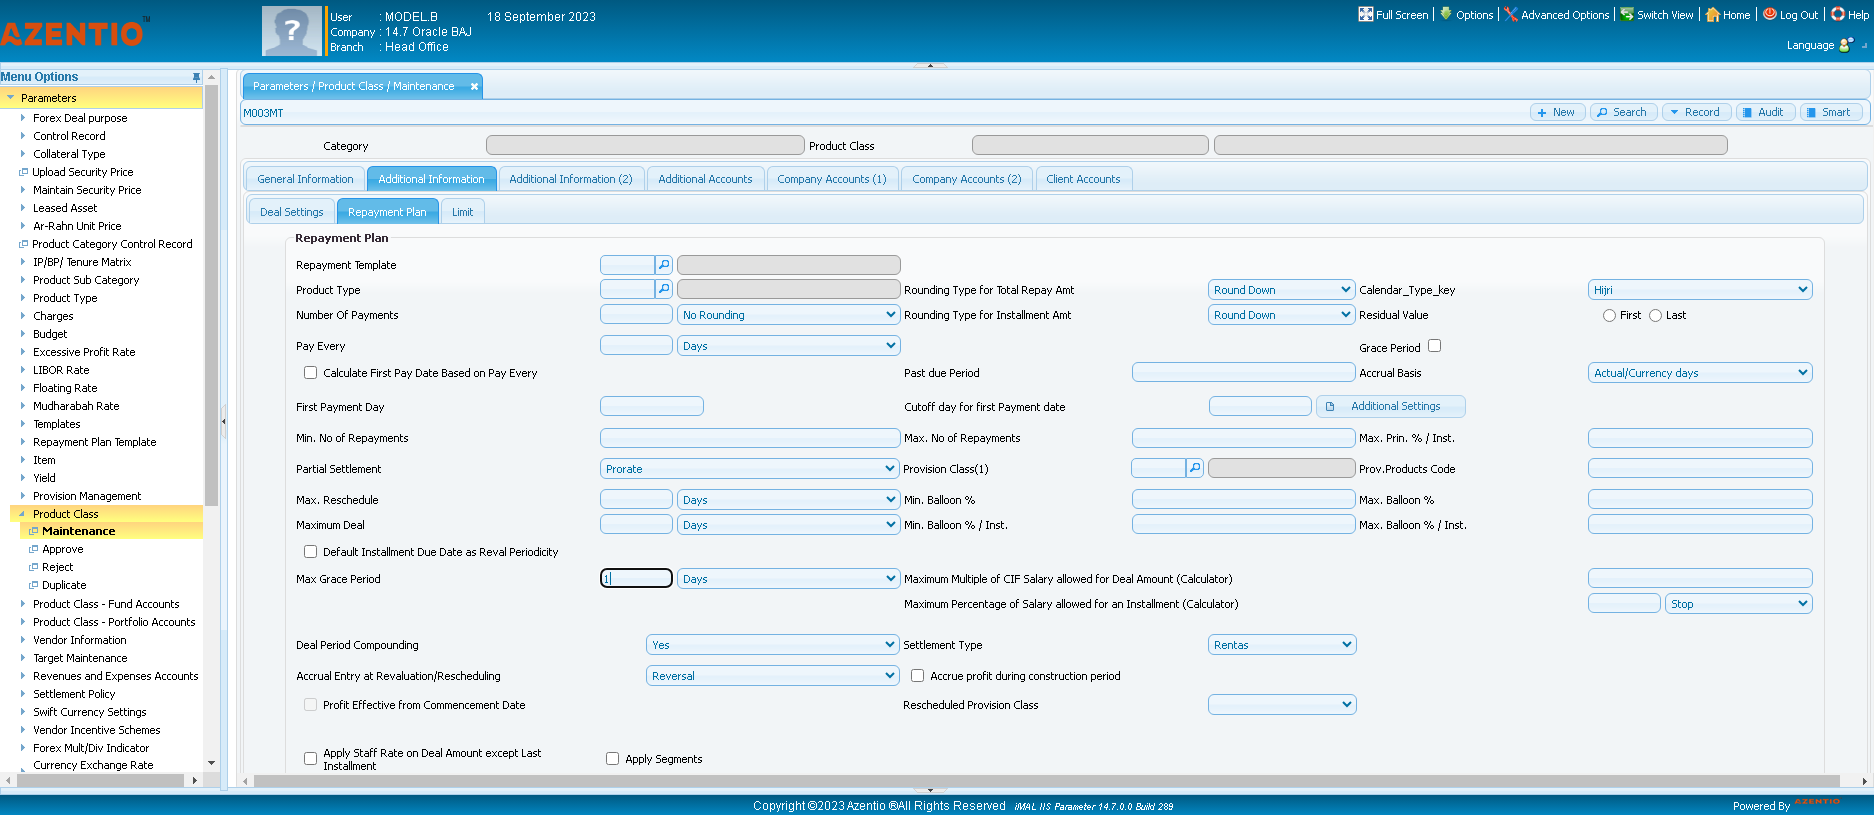 AZENTIO™
User : MODEL.B 18 September 2023
Company : 14.7 Oracle BAJ
Branch : Head Office
Full Screen Options Advanced Options Switch View Home Log Out Help
Language
Menu Options
Parameters
Forex Deal purpose
Control Record
Collateral Type
Upload Security Price
Maintain Security Price
Leased Asset
Ar-Rahn Unit Price
Product Category Control Record
IP/BP/ Tenure Matrix
Product Sub Category
Product Type
Charges
Budget
Excessive Profit Rate
LIBOR Rate
Floating Rate
Mudharabah Rate
Templates
Repayment Plan Template
Item
Yield
Provision Management
Product Class
Maintenance
Approve
Reject
Duplicate
Product Class - Fund Accounts
Product Class - Portfolio Accounts
Vendor Information
Target Maintenance
Revenues and Expenses Accounts
Settlement Policy
Swift Currency Settings
Vendor Incentive Schemes
Forex Mult/Div Indicator
Currency Exchange Rate
Parameters / Product Class / Maintenance
M003MT New Search Record Audit Smart
Category Product Class
General Information Additional Information Additional Information (2) Additional Accounts Company Accounts (1) Company Accounts (2) Client Accounts
Deal Settings Repayment Plan Limit
Repayment Plan
Repayment Template
Product Type Rounding Type for Total Repay Amt Round Down Calendar_Type_key Hijri
Number Of Payments No Rounding Rounding Type for Installment Amt Round Down Residual Value First Last
Pay Every Days Grace Period
Calculate First Pay Date Based on Pay Every Past due Period Accrual Basis Actual/Currency days
First Payment Day Cutoff day for first Payment date Additional Settings
Min. No of Repayments Max. No of Repayments Max. Prin. % / Inst.
Partial Settlement Prorate Provision Class(1) Prov.Products Code
Max. Reschedule Days Min. Balloon % Max. Balloon %
Maximum Deal Days Min. Balloon % / Inst. Max. Balloon % / Inst.
Default Installment Due Date as Reval Periodicity
Max Grace Period 1 Days Maximum Multiple of CIF Salary allowed for Deal Amount (Calculator)
Maximum Percentage of Salary allowed for an Installment (Calculator) Stop
Deal Period Compounding Yes Settlement Type Rentas
Accrual Entry at Revaluation/Rescheduling Reversal Accrue profit during construction period
Profit Effective from Commencement Date Rescheduled Provision Class
Apply Staff Rate on Deal Amount except Last Installment Apply Segments
Copyright ©2023 Azentio ®All Rights Reserved iMAL IIS Parameter 14.7.0.0 Build 289
Powered By AZENTIO